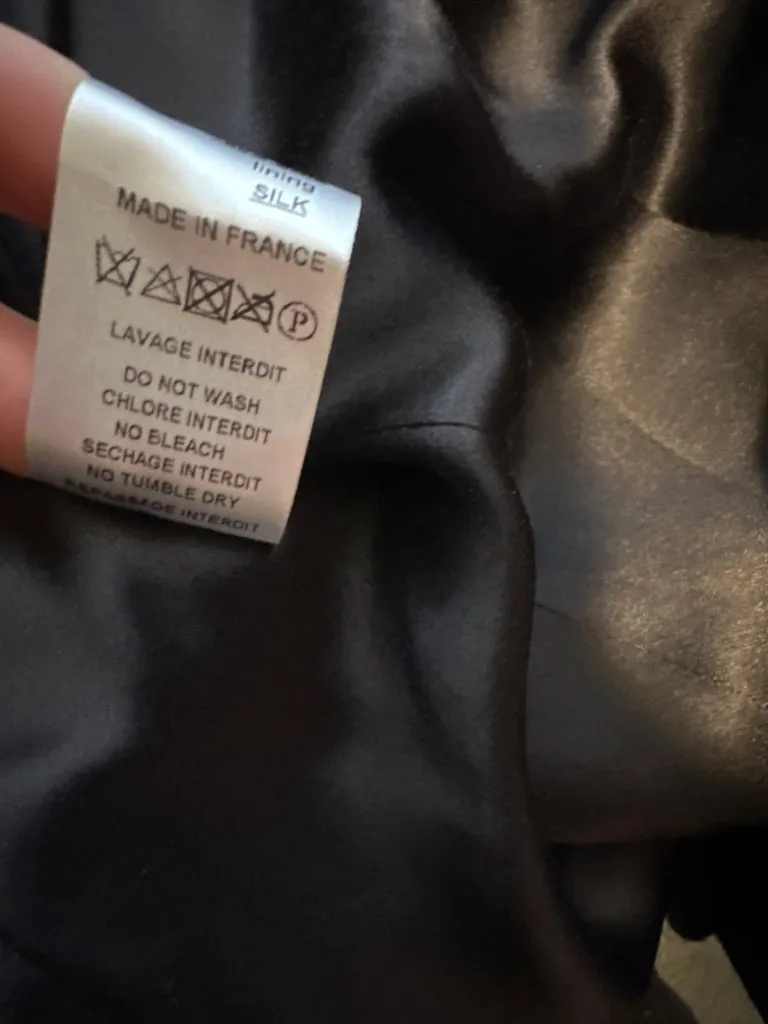 lining
SILK
MADE IN FRANCE
P
LAVAGE INTERDIT
DO NOT WASH
CHLORE INTERDIT
NO BLEACH
SECHAGE INTERDIT
NO TUMBLE DRY
REPASSAGE INTERDIT